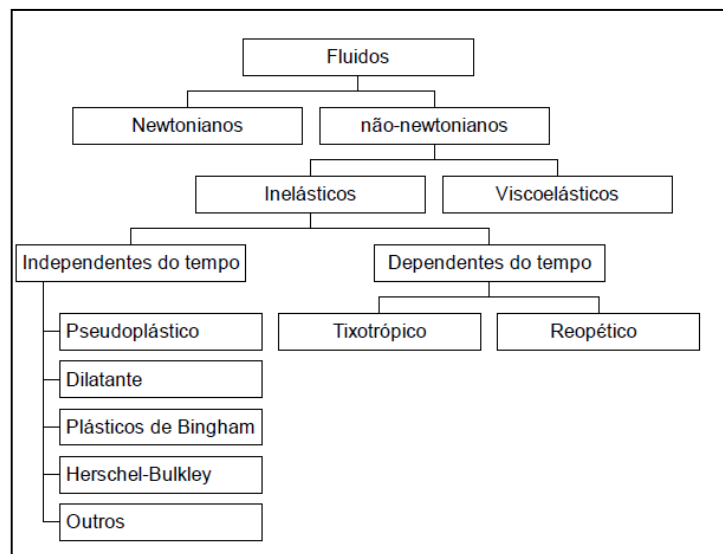 Fluidos
Newtonianos
não-newtonianos
Inelásticos
Viscoelásticos
Independentes do tempo
Dependentes do tempo
Pseudoplástico
Tixotrópico
Reopético
Dilatante
Plásticos de Bingham
Herschel-Bulkley
Outros